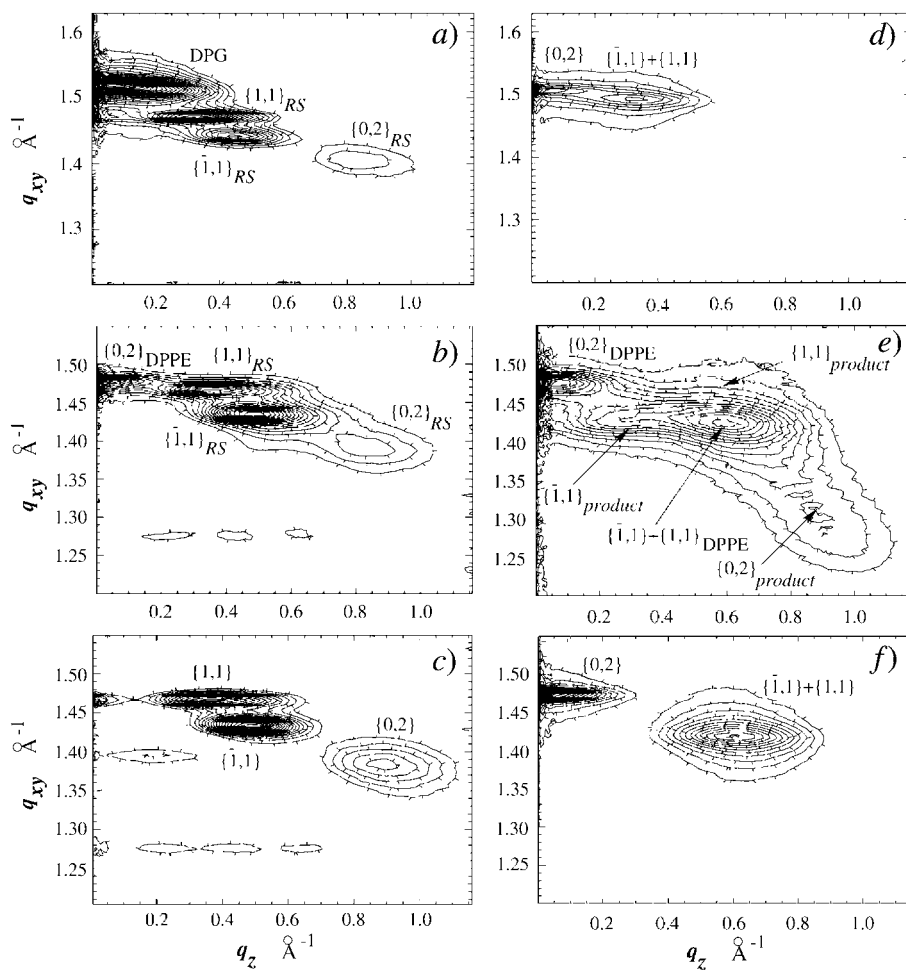 a)
DPG
{1,1}RS
{0,2}RS
{1̄,1}RS
1.6
1.5
1.4
1.3
qxy Å-1
0.2 0.4 0.6 0.8 1.0
d)
{0,2} {1̄,1}+{1,1}
1.6
1.5
1.4
1.3
0.2 0.4 0.6 0.8 1.0
b)
{0,2}DPPE {1,1}RS
{0,2}RS
{1̄,1}RS
1.50
1.45
1.40
1.35
1.30
1.25
qxy Å-1
0.2 0.4 0.6 0.8 1.0
e)
{0,2}DPPE
{1,1}product
{1̄,1}product
{1̄,1}+{1,1}DPPE
{0,2}product
1.50
1.45
1.40
1.35
1.30
1.25
0.2 0.4 0.6 0.8 1.0
c)
{1,1}
{0,2}
{1̄,1}
1.50
1.45
1.40
1.35
1.30
1.25
qxy Å-1
0.2 0.4 0.6 0.8 1.0
qz Å-1
f)
{0,2}
{1̄,1}+{1,1}
1.50
1.45
1.40
1.35
1.30
1.25
0.2 0.4 0.6 0.8 1.0
qz Å-1